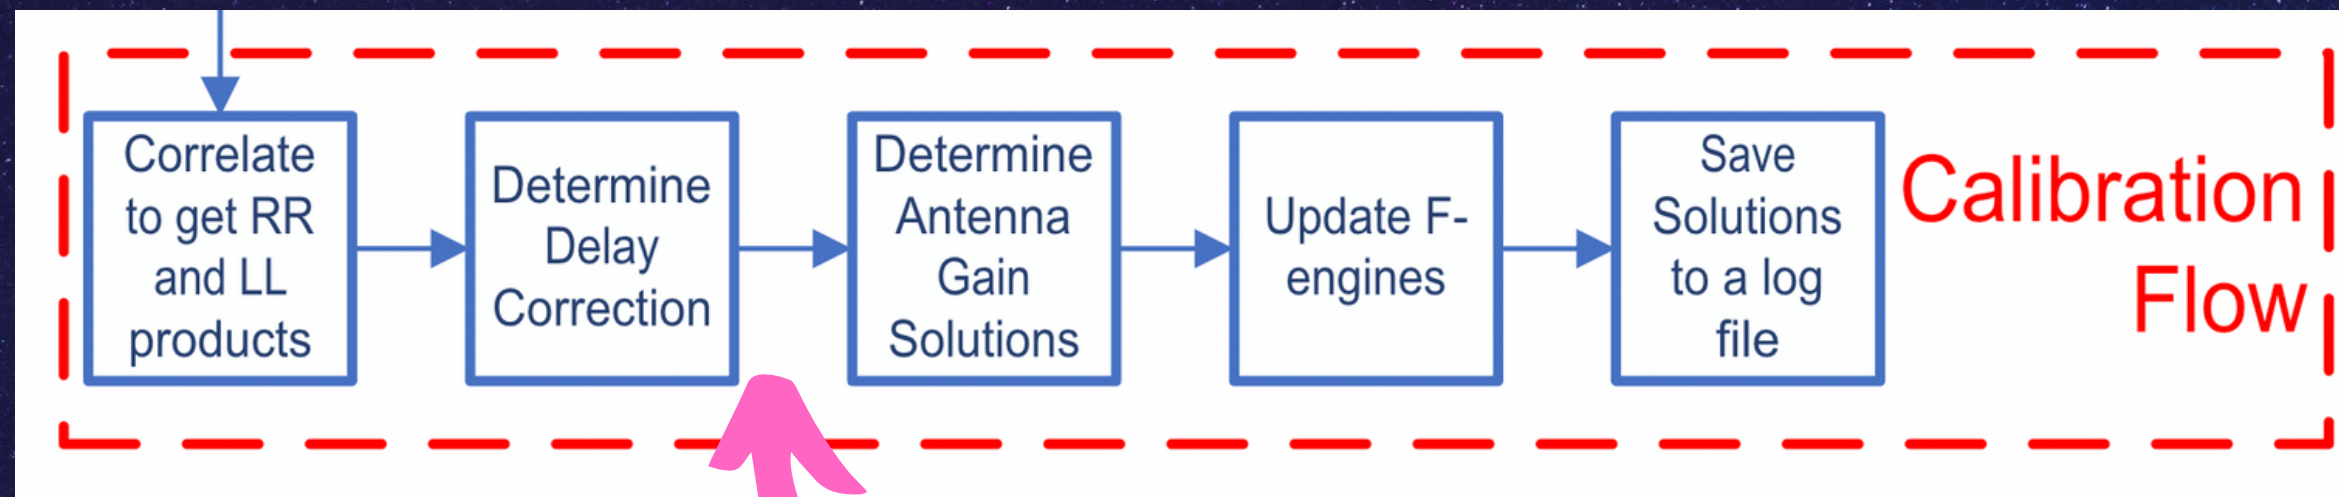 Correlate
to get RR
and LL
products
Determine
Delay
Correction
Determine
Antenna
Gain
Solutions
Update F-
engines
Save
Solutions
to a log
file
Calibration
Flow